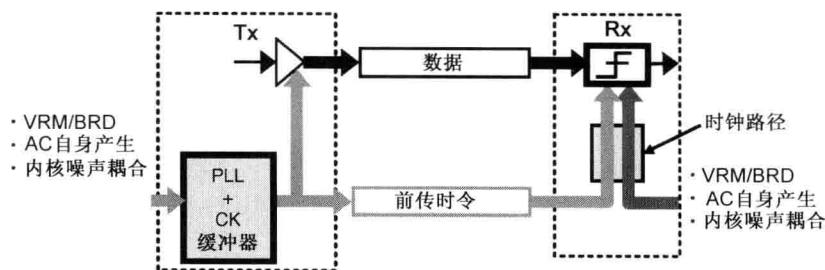 Tx
Rx
数据
· VRM/BRD
· AC自身产生
· 内核噪声耦合
PLL
+
CK
缓冲器
前传时令
时钟路径
· VRM/BRD
· AC自身产生
· 内核噪声耦合